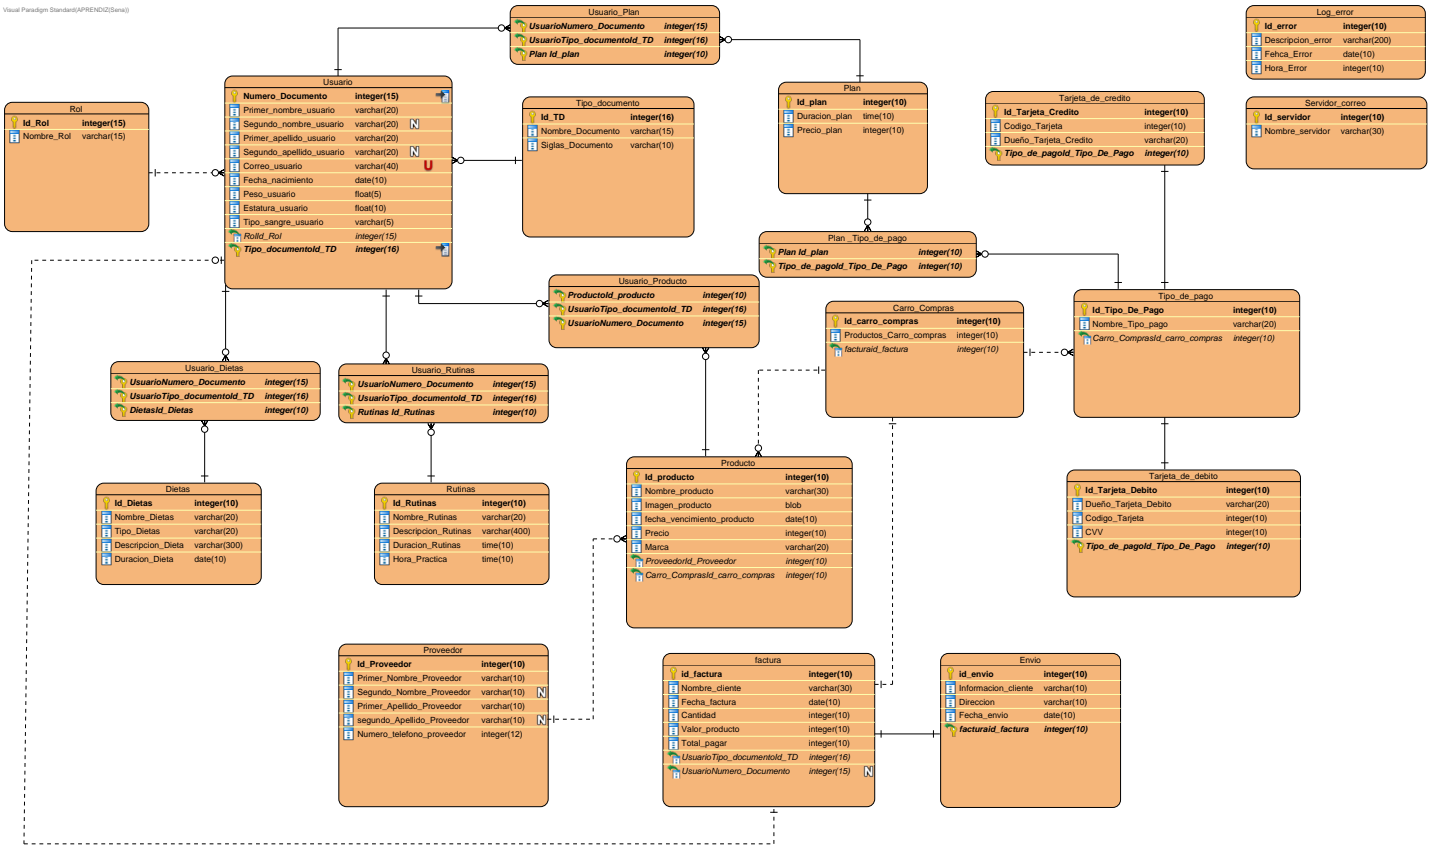 Visual Paradigm Standard(APRENDIZ(Sena))
Usuario_Plan
UsuarioNumero_Documento integer(15)
UsuarioTipo_documentoId_TD integer(16)
Plan Id_plan integer(10)
Log_error
Id_error integer(10)
Descripcion_error varchar(200)
Fehca_Error date(10)
Hora_Error integer(10)
Rol
Id_Rol integer(15)
Nombre_Rol varchar(15)
Usuario
Numero_Documento integer(15)
Primer_nombre_usuario varchar(20)
Segundo_nombre_usuario varchar(20) N
Primer_apellido_usuario varchar(20)
Segundo_apellido_usuario varchar(20) N
Correo_usuario varchar(40) U
Fecha_nacimiento date(10)
Peso_usuario float(5)
Estatura_usuario float(10)
Tipo_sangre_usuario varchar(5)
RolId_Rol integer(15)
Tipo_documentoId_TD integer(16)
Tipo_documento
Id_TD integer(16)
Nombre_Documento varchar(15)
Siglas_Documento varchar(10)
Plan
Id_plan integer(10)
Duracion_plan time(10)
Precio_plan integer(10)
Tarjeta_de_credito
Id_Tarjeta_Credito integer(10)
Codigo_Tarjeta integer(10)
Dueño_Tarjeta_Credito varchar(20)
Tipo_de_pagoId_Tipo_De_Pago integer(10)
Servidor_correo
Id_servidor integer(10)
Nombre_servidor varchar(30)
Plan _Tipo_de_pago
Plan Id_plan integer(10)
Tipo_de_pagoId_Tipo_De_Pago integer(10)
Usuario_Producto
ProductoId_producto integer(10)
UsuarioTipo_documentoId_TD integer(16)
UsuarioNumero_Documento integer(15)
Carro_Compras
Id_carro_compras integer(10)
Productos_Carro_compras integer(10)
facturaid_factura integer(10)
Tipo_de_pago
Id_Tipo_De_Pago integer(10)
Nombre_Tipo_pago varchar(20)
Carro_ComprasId_carro_compras integer(10)
Usuario_Dietas
UsuarioNumero_Documento integer(15)
UsuarioTipo_documentoId_TD integer(16)
DietasId_Dietas integer(10)
Usuario_Rutinas
UsuarioNumero_Documento integer(15)
UsuarioTipo_documentoId_TD integer(16)
Rutinas Id_Rutinas integer(10)
Dietas
Id_Dietas integer(10)
Nombre_Dietas varchar(20)
Tipo_Dietas varchar(20)
Descripcion_Dieta varchar(300)
Duracion_Dieta date(10)
Rutinas
Id_Rutinas integer(10)
Nombre_Rutinas varchar(20)
Descripcion_Rutinas varchar(400)
Duracion_Rutinas time(10)
Hora_Practica time(10)
Producto
Id_producto integer(10)
Nombre_producto varchar(30)
Imagen_producto blob
fecha_vencimiento_producto date(10)
Precio integer(10)
Marca varchar(20)
ProveedorId_Proveedor integer(10)
Carro_ComprasId_carro_compras integer(10)
Tarjeta_de_debito
Id_Tarjeta_Debito integer(10)
Dueño_Tarjeta_Debito varchar(20)
Codigo_Tarjeta integer(10)
CVV integer(10)
Tipo_de_pagoId_Tipo_De_Pago integer(10)
Proveedor
Id_Proveedor integer(10)
Primer_Nombre_Proveedor varchar(10)
Segundo_Nombre_Proveedor varchar(10) N
Primer_Apellido_Proveedor varchar(10)
segundo_Apellido_Proveedor varchar(10) N
Numero_telefono_proveedor integer(12)
factura
id_factura integer(10)
Nombre_cliente varchar(30)
Fecha_factura date(10)
Cantidad integer(10)
Valor_producto integer(10)
Total_pagar integer(10)
UsuarioTipo_documentoId_TD integer(16)
UsuarioNumero_Documento integer(15) N
Envio
id_envio integer(10)
Informacion_cliente varchar(10)
Direccion varchar(10)
Fecha_envio date(10)
facturaid_factura integer(10)